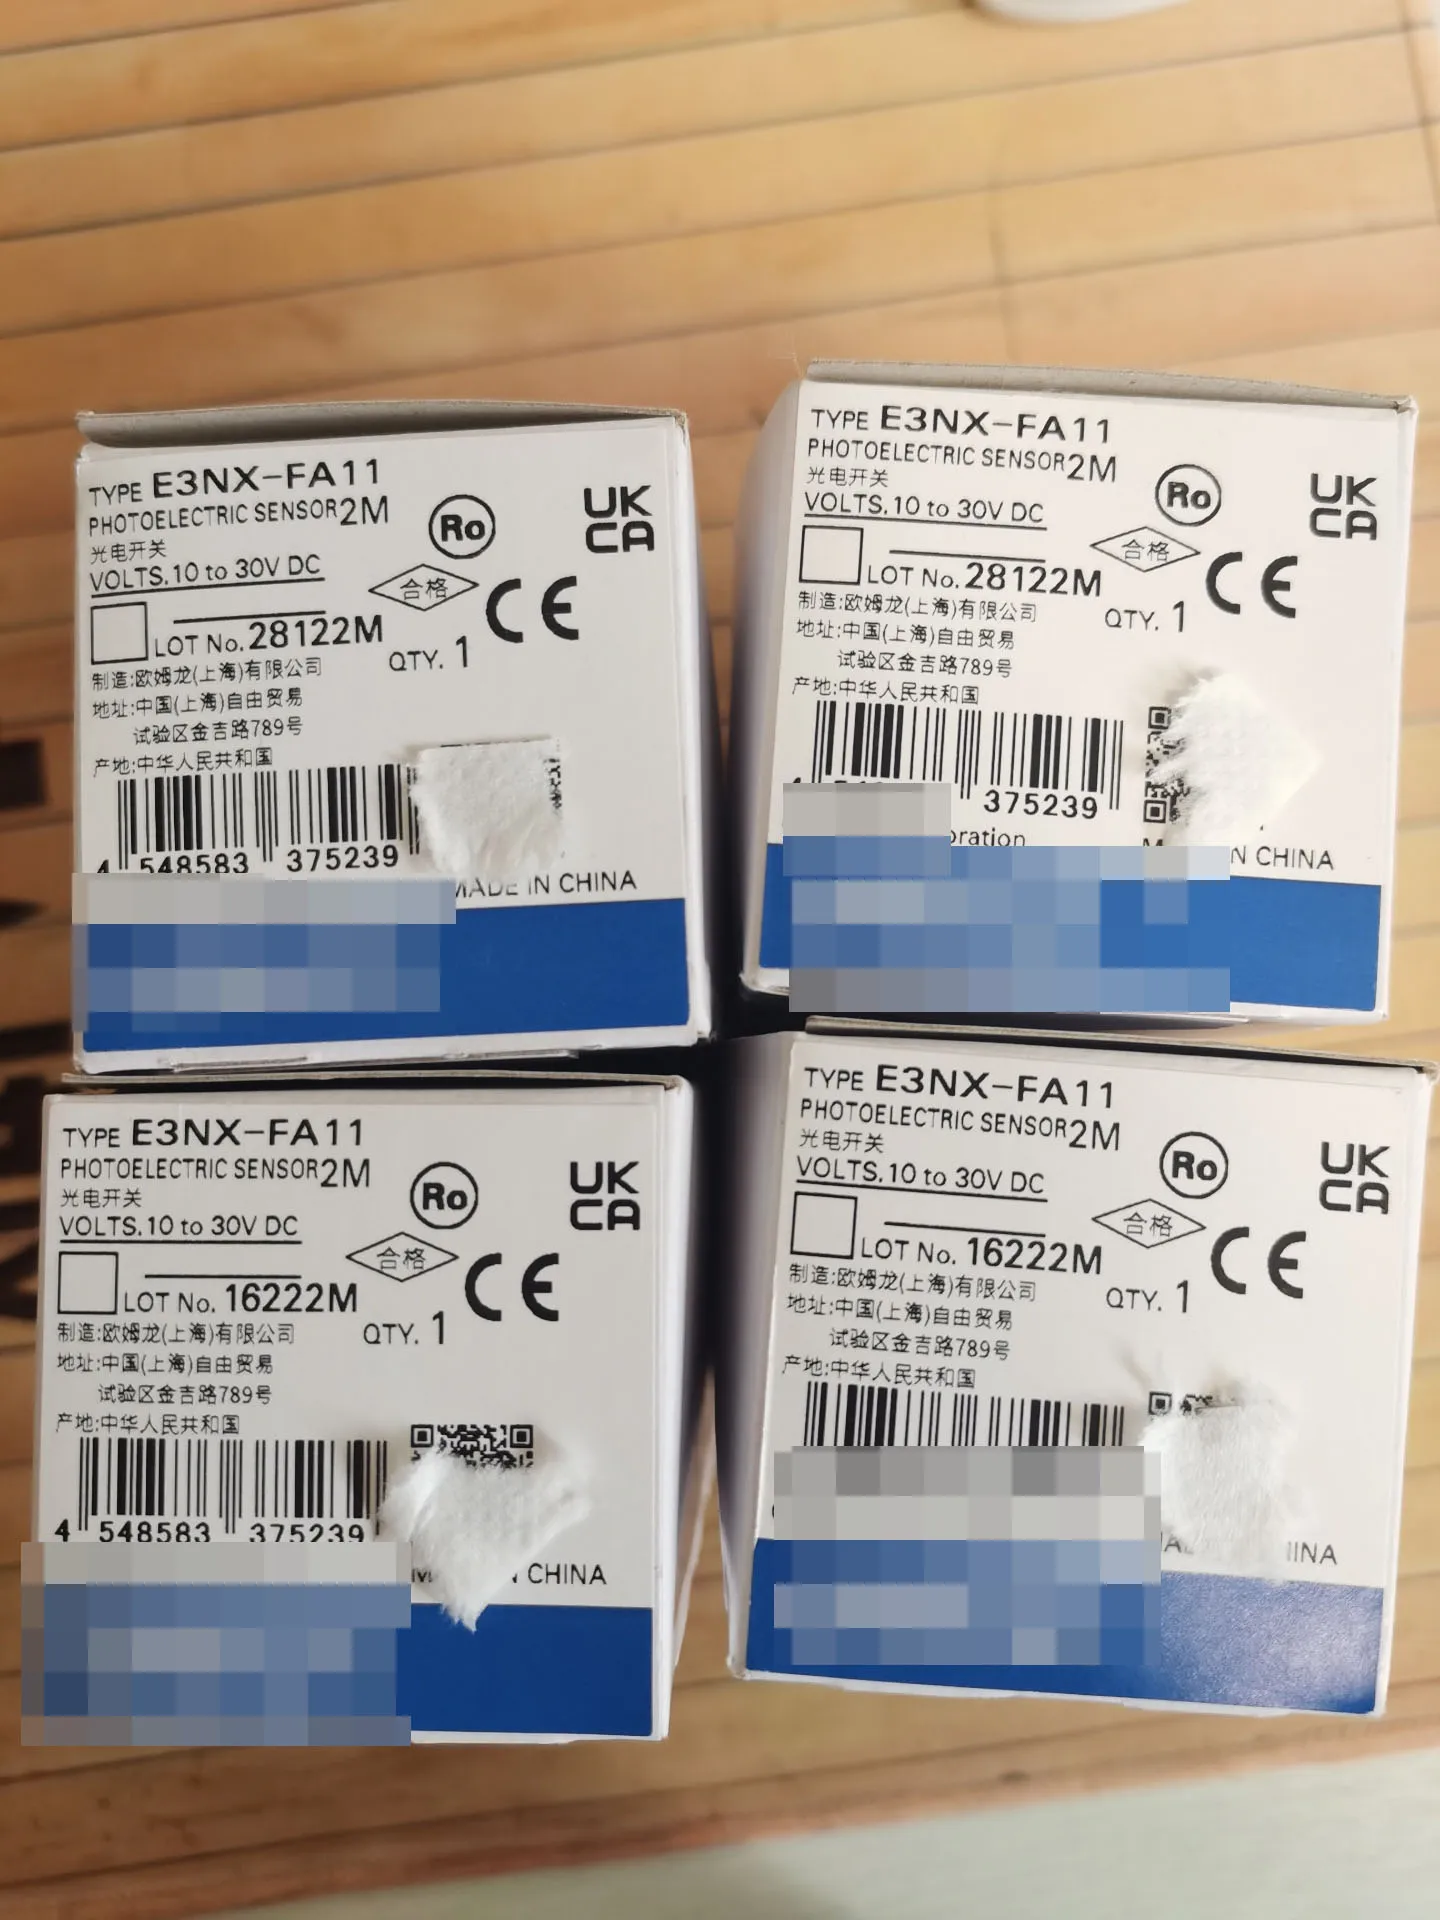 TYPE E3NX-FA11
PHOTOELECTRIC SENSOR 2M
光电开关
VOLTS. 10 to 30V DC
Ro
UK
CA
合格
CE
LOT No. 28122M
QTY. 1
制造:欧姆龙(上海)有限公司
地址:中国(上海)自由贸易
试验区金吉路789号
产地:中华人民共和国
4 548583 375239
MADE IN CHINA
TYPE E3NX-FA11
PHOTOELECTRIC SENSOR 2M
光电开关
VOLTS. 10 to 30V DC
Ro
UK
CA
合格
CE
LOT No. 28122M
QTY. 1
制造:欧姆龙(上海)有限公司
地址:中国(上海)自由贸易
试验区金吉路789号
产地:中华人民共和国
375239
oration
N CHINA
TYPE E3NX-FA11
PHOTOELECTRIC SENSOR 2M
光电开关
VOLTS. 10 to 30V DC
Ro
UK
CA
合格
CE
LOT No. 16222M
QTY. 1
制造:欧姆龙(上海)有限公司
地址:中国(上海)自由贸易
试验区金吉路789号
产地:中华人民共和国
4 548583 375239
CHINA
TYPE E3NX-FA11
PHOTOELECTRIC SENSOR 2M
光电开关
VOLTS. 10 to 30V DC
Ro
UK
CA
合格
CE
LOT No. 16222M
QTY. 1
制造:欧姆龙(上海)有限公司
地址:中国(上海)自由贸易
试验区金吉路789号
产地:中华人民共和国